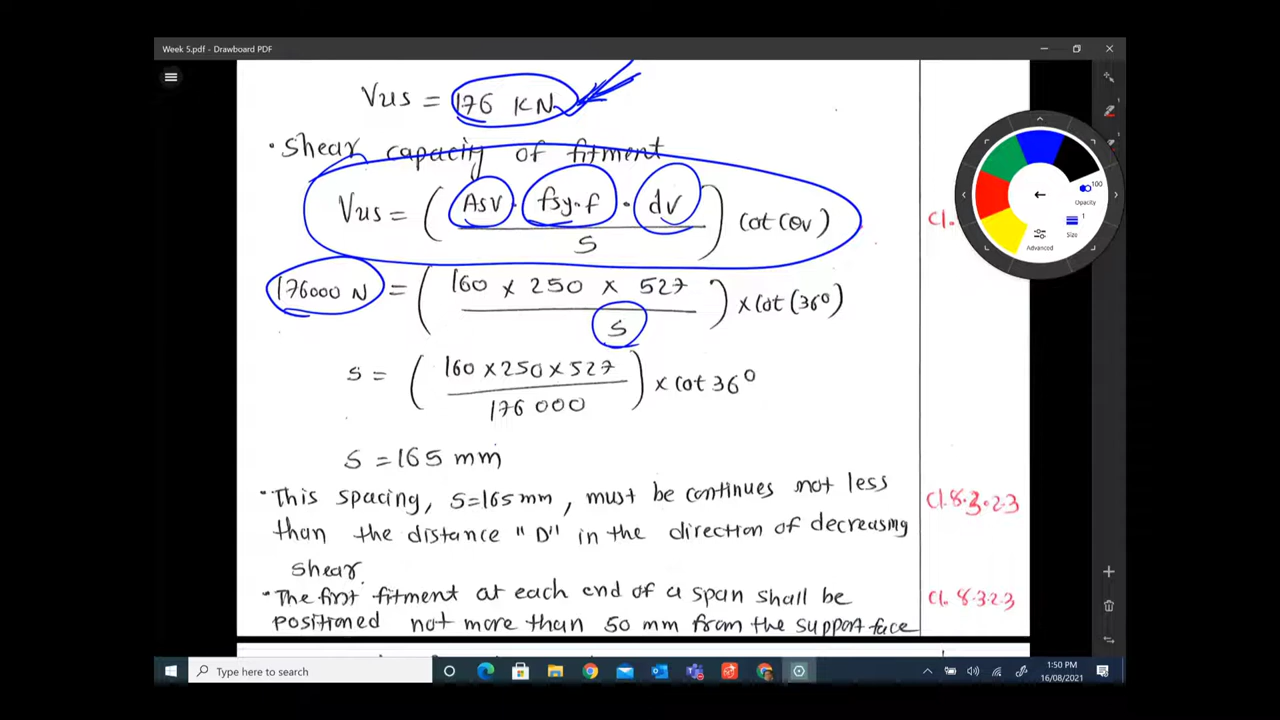 Week 5.pdf - Drawboard PDF
Vus = 176 KN
• Shear capacity of fitment
Vus = ( Asv . fsy.f . dv / s ) cot (θv)
cl.
176000 N = ( 160 x 250 x 527 / s ) x cot (36°)
s = ( 160 x 250 x 527 / 176 000 ) x cot 36°
s = 165 mm
• This spacing, s=165 mm, must be continues not less
cl. 8.3.2.3
than the distance "D" in the direction of decreasing
shear.
• The first fitment at each end of a span shall be
cl. 8.3.2.3
positioned not more than 50 mm from the support face
100
Opacity
1
Size
Advanced
Type here to search
1:50 PM
16/08/2021